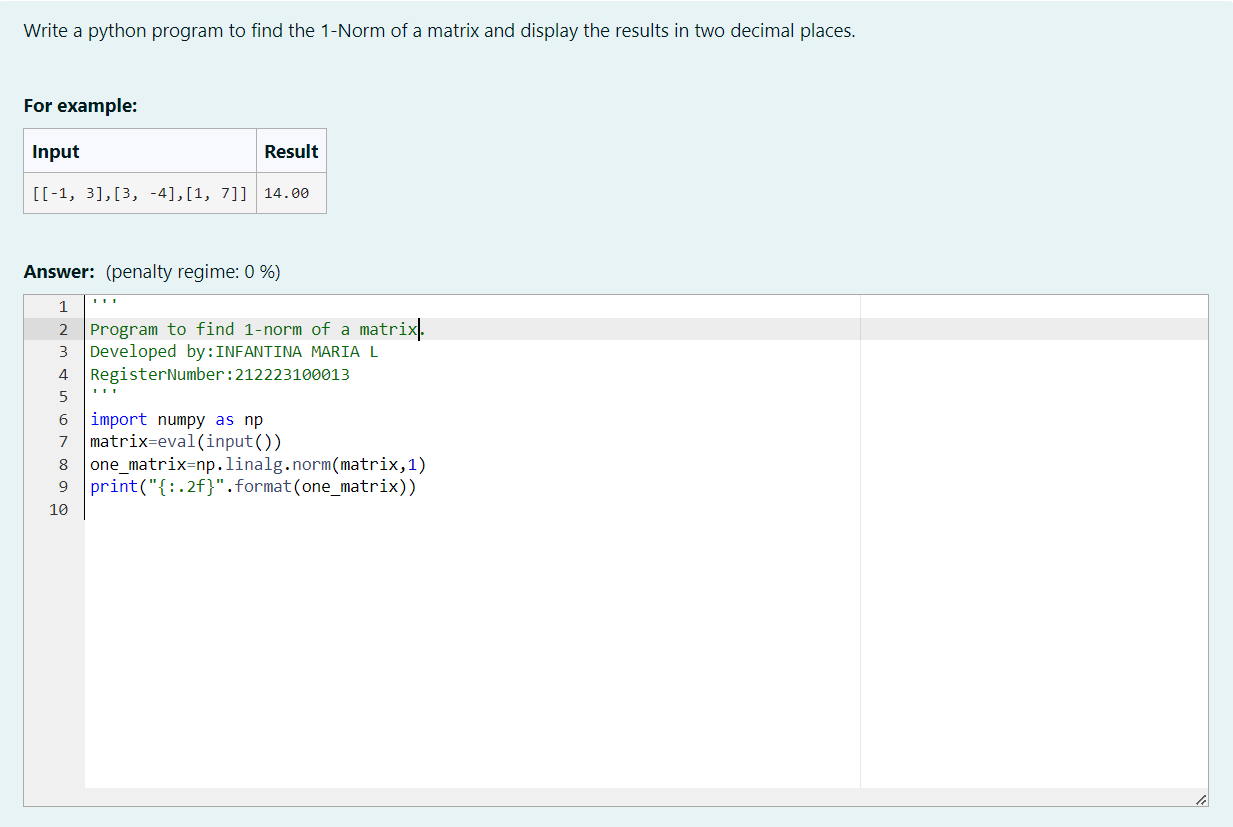 Write a python program to find the 1-Norm of a matrix and display the results in two decimal places.
For example:
Input Result
[[-1, 3],[3, -4],[1, 7]] 14.00
Answer: (penalty regime: 0 %)
1 '''
2 Program to find 1-norm of a matrix.
3 Developed by:INFANTINA MARIA L
4 RegisterNumber:212223100013
5 '''
6 import numpy as np
7 matrix=eval(input())
8 one_matrix=np.linalg.norm(matrix,1)
9 print("{:.2f}".format(one_matrix))
10